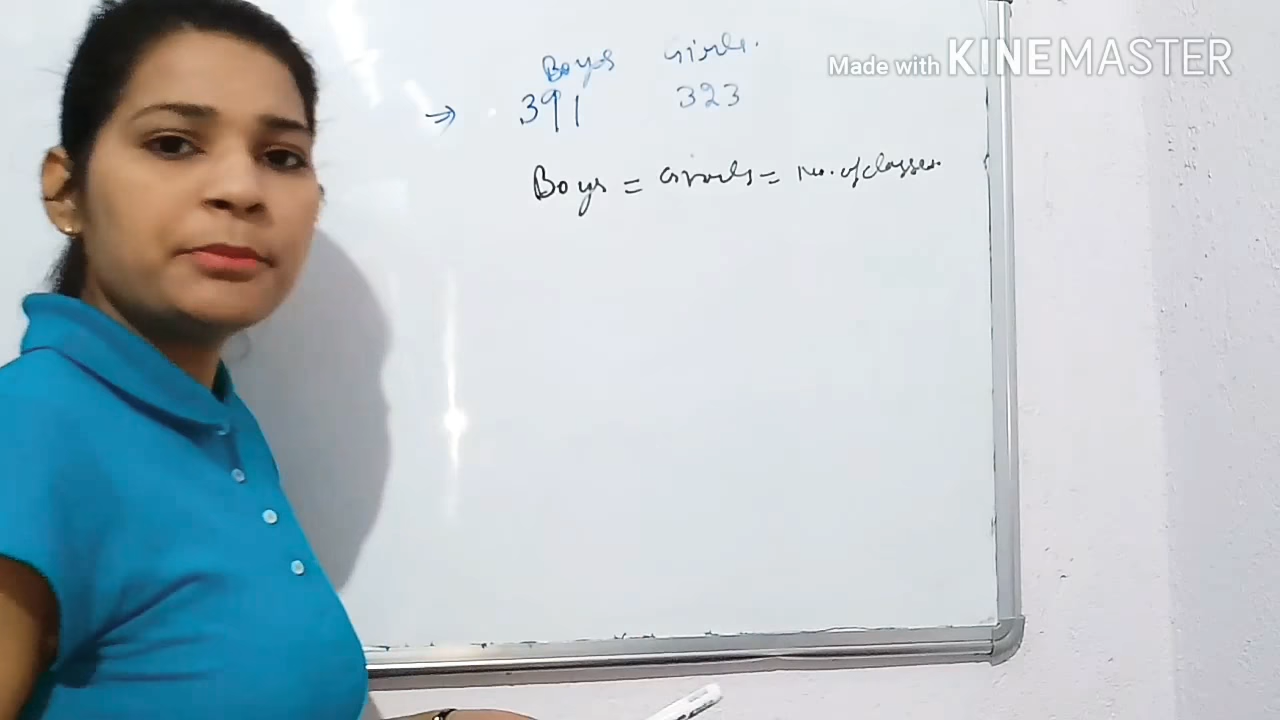 Made with KINEMASTER
Boys Girls.
→ 391 323
Boys = Girls = No. of classes